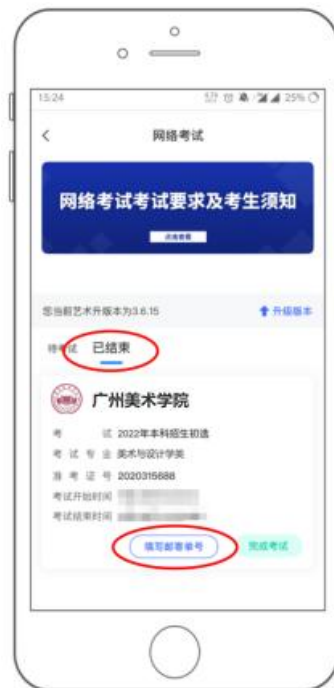 15:24
25%
网络考试
网络考试考试要求及考生须知
点击查看
您当前艺术升版本为3.6.15
升级版本
待考试 已结束
广州美术学院
考 试 2022年本科招生初选
考 试 专 业 美术与设计学类
准 考 证 号 2020315688
考试开始时间
考试结束时间
填写邮寄单号
完成考试